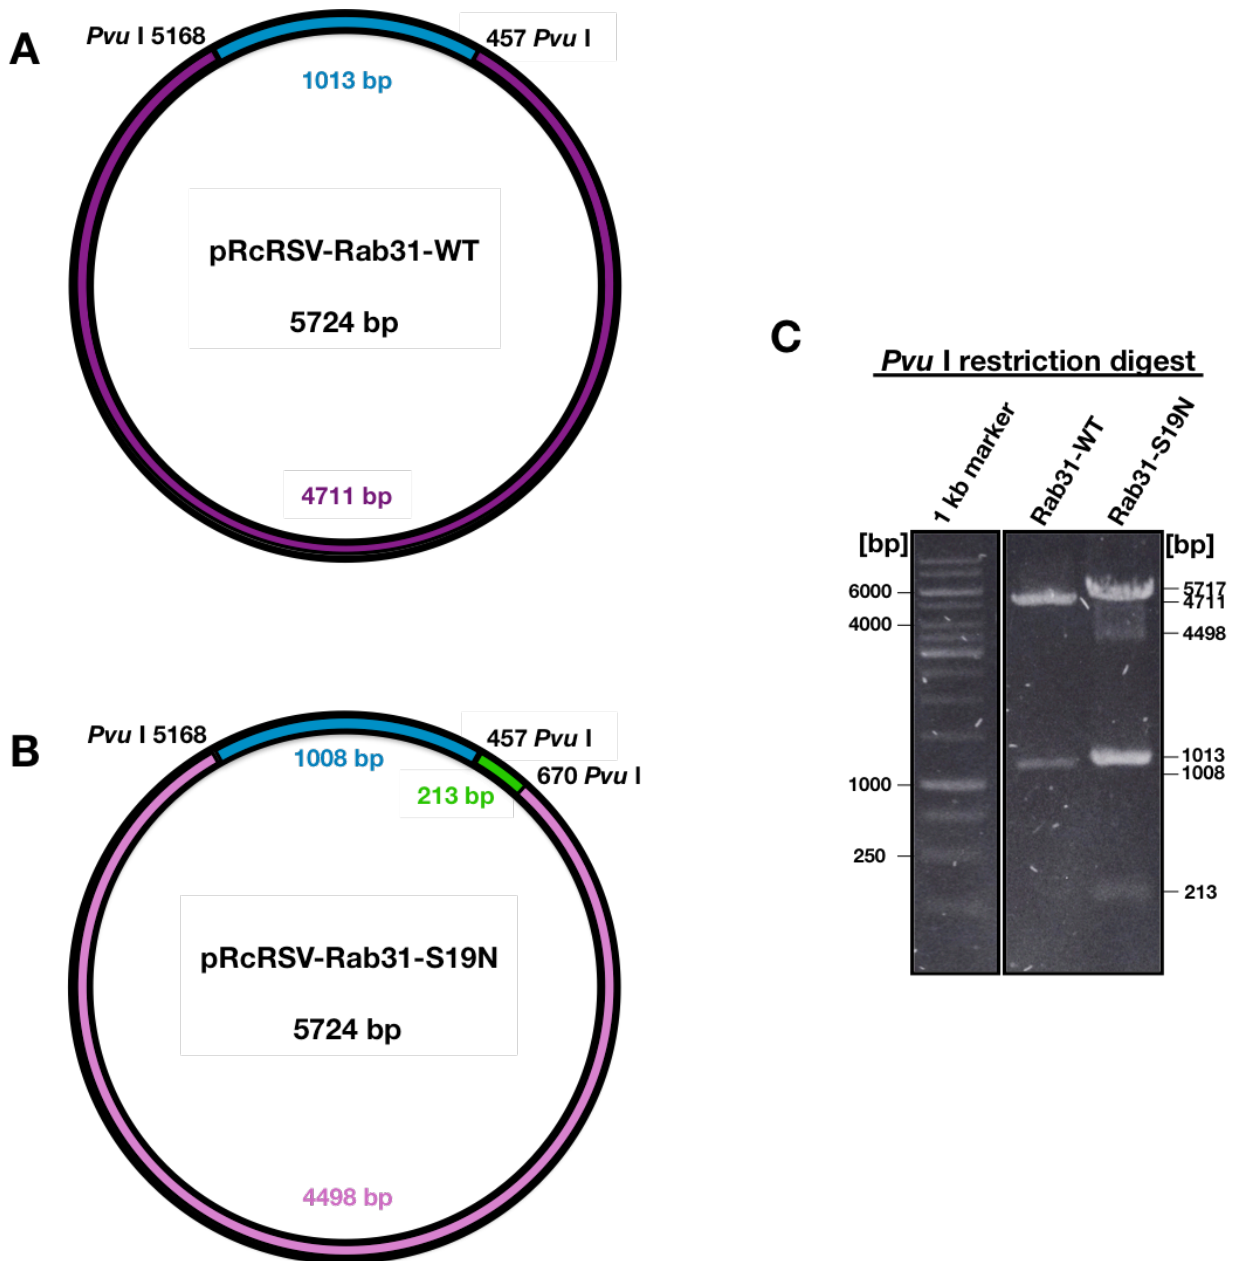 A
Pvu I 5168
457 Pvu I
1013 bp
pRcRSV-Rab31-WT
5724 bp
4711 bp
B
Pvu I 5168
457 Pvu I
1008 bp
670 Pvu I
213 bp
pRcRSV-Rab31-S19N
5724 bp
4498 bp
C
Pvu I restriction digest
1 kb marker
Rab31-WT
Rab31-S19N
[bp]
[bp]
6000
4000
1000
250
5717
4711
4498
1013
1008
213